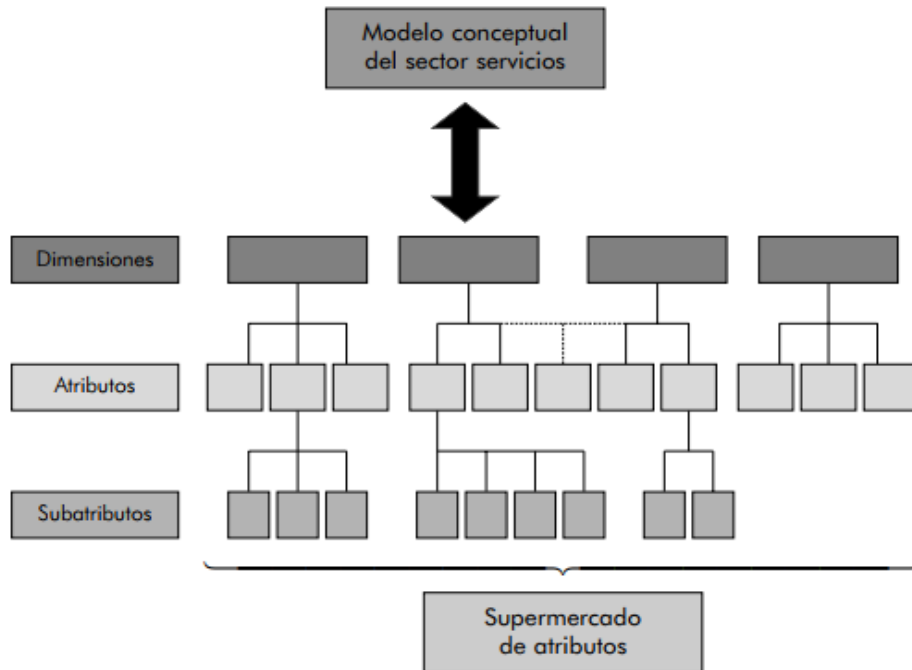 Modelo conceptual
del sector servicios
Dimensiones
Atributos
Subatributos
Supermercado
de atributos